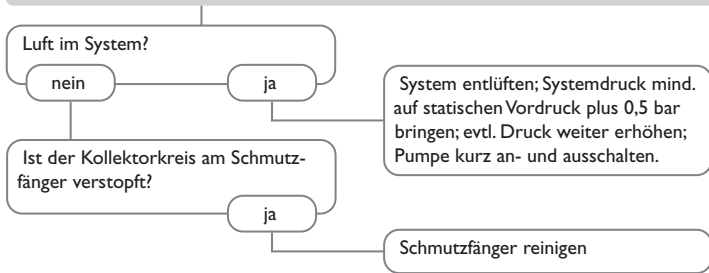 Luft im System?
nein
ja
System entlüften; Systemdruck mind.
auf statischen Vordruck plus 0,5 bar
bringen; evtl. Druck weiter erhöhen;
Pumpe kurz an- und ausschalten.
Ist der Kollektorkreis am Schmutz-
fänger verstopft?
ja
Schmutzfänger reinigen